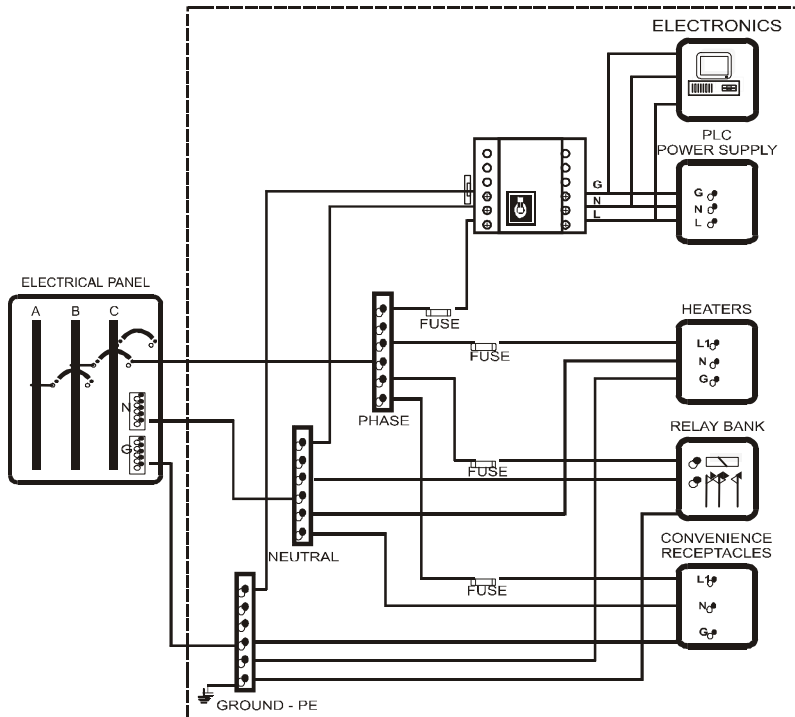 ELECTRONICS
PLC
POWER SUPPLY
G
N
L
G
N
L
ELECTRICAL PANEL
A B C
N
G
FUSE
HEATERS
L1
N
G
FUSE
PHASE
RELAY BANK
FUSE
NEUTRAL
CONVENIENCE
RECEPTACLES
L1
N
G
FUSE
GROUND - PE